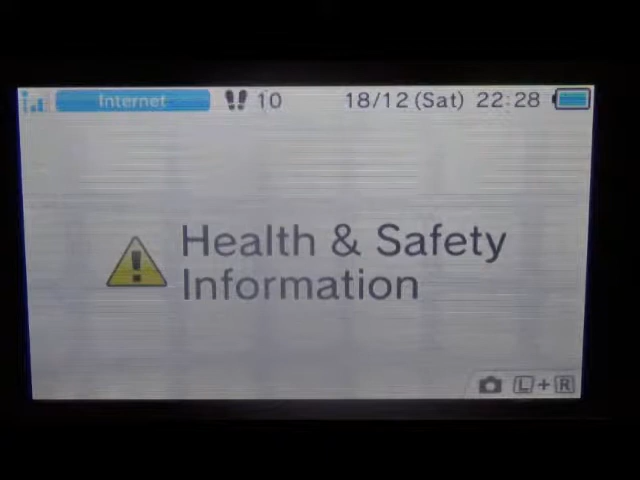 Internet 10 18/12 (Sat) 22:28
Health & Safety
Information
L + R